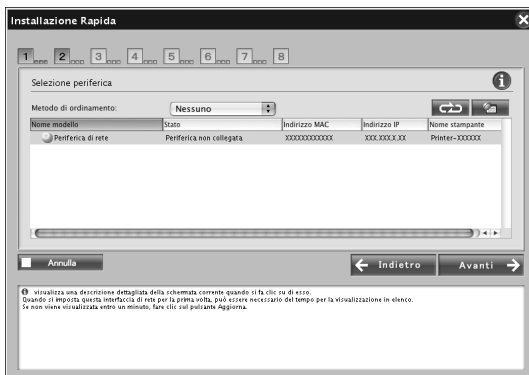 Installazione Rapida
1 2 3 4 5 6 7 8
Selezione periferica
Metodo di ordinamento: Nessuno
Nome modello Stato Indirizzo MAC Indirizzo IP Nome stampante
Periferica di rete Periferica non collegata XXXXXXXXXXXX XXX.XXX.X.XX Printer-XXXXXX
Annulla Indietro Avanti
visualizza una descrizione dettagliata della schermata corrente quando si fa clic su di esso.
Quando si imposta questa interfaccia di rete per la prima volta, può essere necessario del tempo per la visualizzazione in elenco.
Se non viene visualizzata entro un minuto, fare clic sul pulsante Aggiorna.